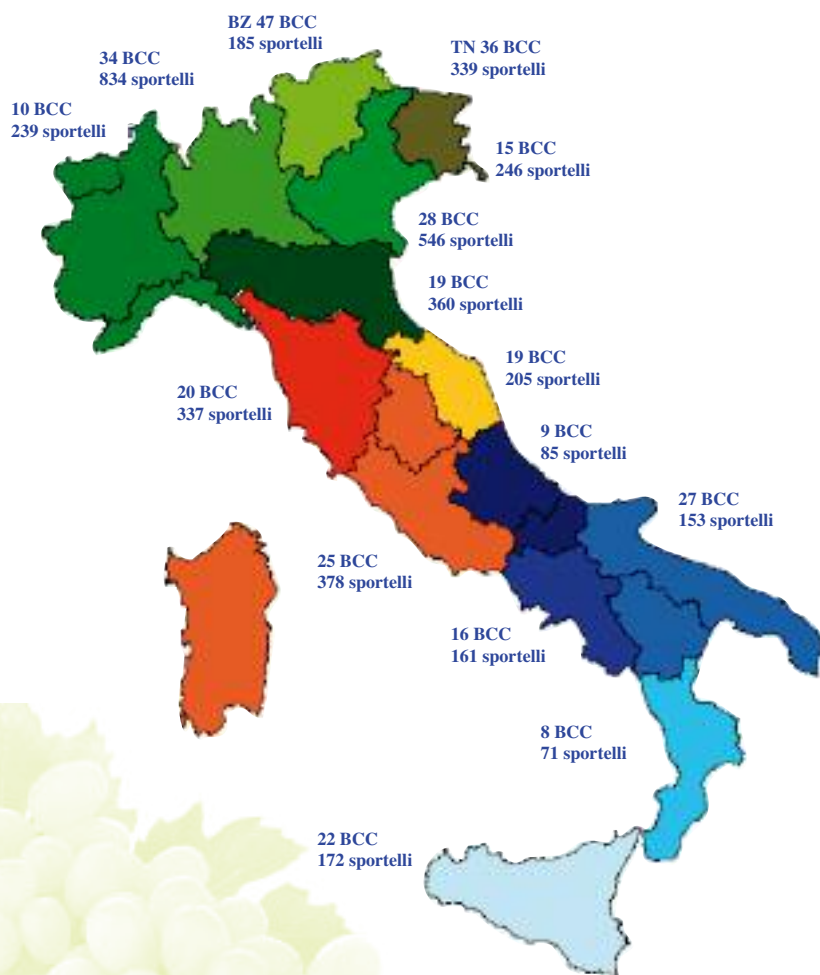 BZ 47 BCC
185 sportelli
TN 36 BCC
339 sportelli
34 BCC
834 sportelli
10 BCC
239 sportelli
15 BCC
246 sportelli
28 BCC
546 sportelli
19 BCC
360 sportelli
19 BCC
205 sportelli
20 BCC
337 sportelli
9 BCC
85 sportelli
27 BCC
153 sportelli
25 BCC
378 sportelli
16 BCC
161 sportelli
8 BCC
71 sportelli
22 BCC
172 sportelli